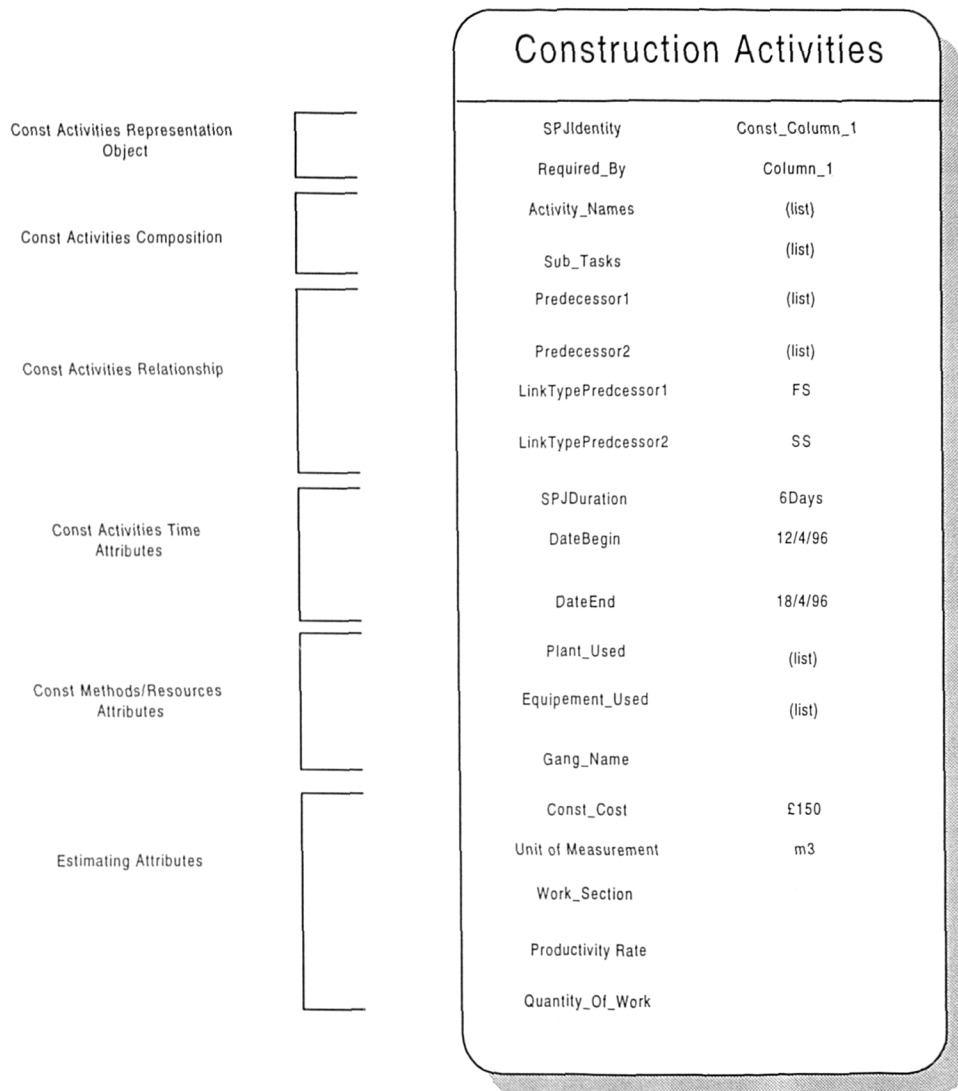 Construction Activities
Const Activities Representation
Object
SPJIdentity Const_Column_1
Required_By Column_1
Const Activities Composition
Activity_Names (list)
Sub_Tasks (list)
Const Activities Relationship
Predecessor1 (list)
Predecessor2 (list)
LinkTypePredcessor1 FS
LinkTypePredcessor2 SS
Const Activities Time
Attributes
SPJDuration 6Days
DateBegin 12/4/96
DateEnd 18/4/96
Const Methods/Resources
Attributes
Plant_Used (list)
Equipement_Used (list)
Gang_Name
Estimating Attributes
Const_Cost £150
Unit of Measurement m3
Work_Section
Productivity Rate
Quantity_Of_Work